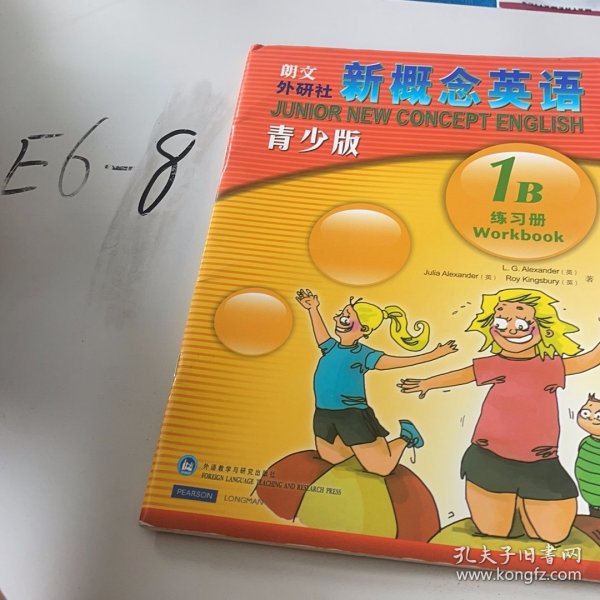 E6-8
朗文
外研社
新概念英语
JUNIOR NEW CONCEPT ENGLISH
青少版
1B
练习册
Workbook
L. G. Alexander（英）
Julia Alexander（英） Roy Kingsbury（英） 著
外语教学与研究出版社
FOREIGN LANGUAGE TEACHING AND RESEARCH PRESS
PEARSON LONGMAN
孔夫子旧书网
www.kongfz.com